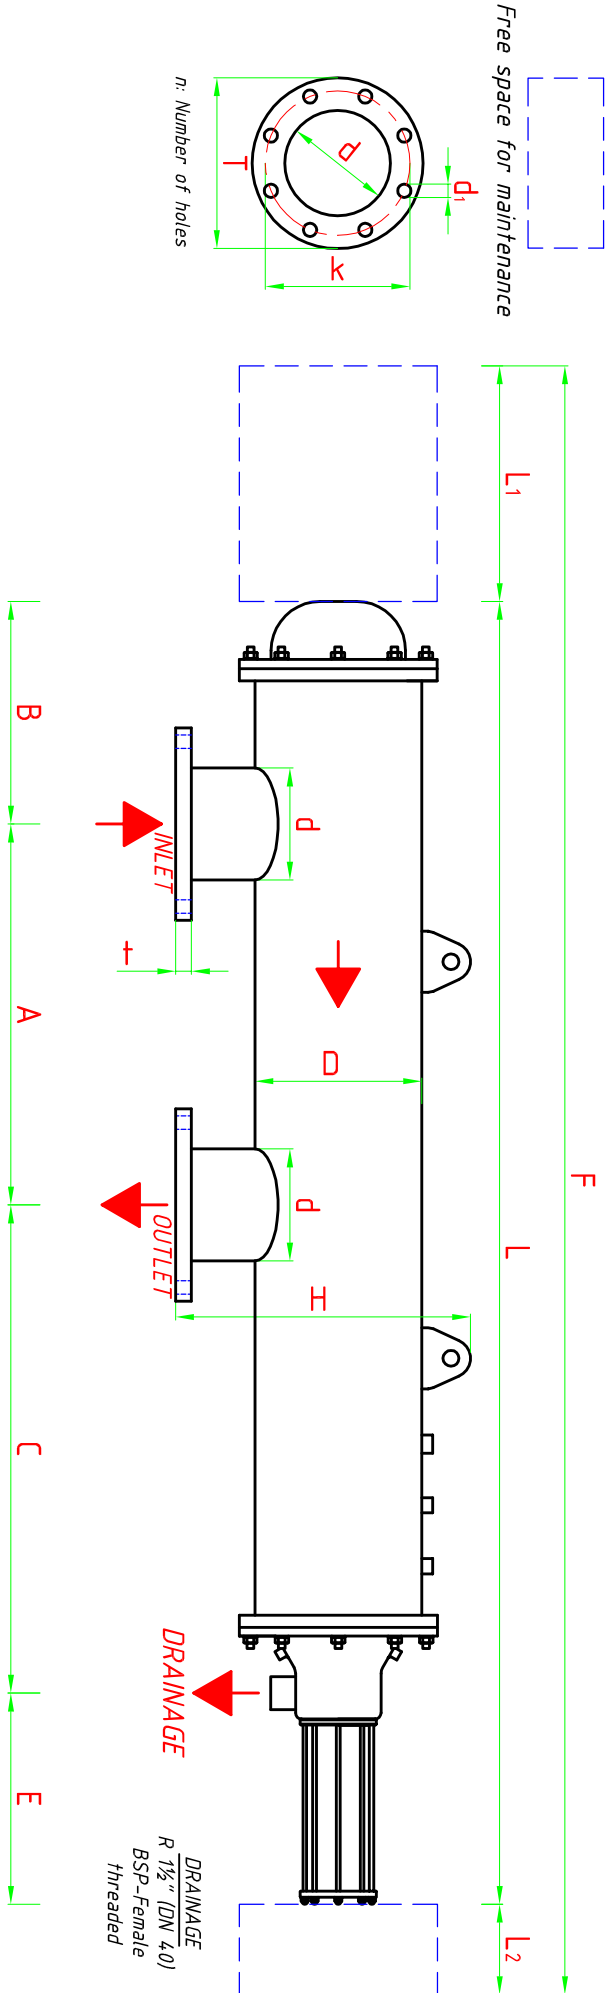 Free space for maintenance
F
L1
L
L2
T
d
d1
k
n: Number of holes
d
D
d
H
t
INLET
OUTLET
DRAINAGE
DRAINAGE
R 1½" (DN 40)
BSP-Female
threaded
B
A
C
E